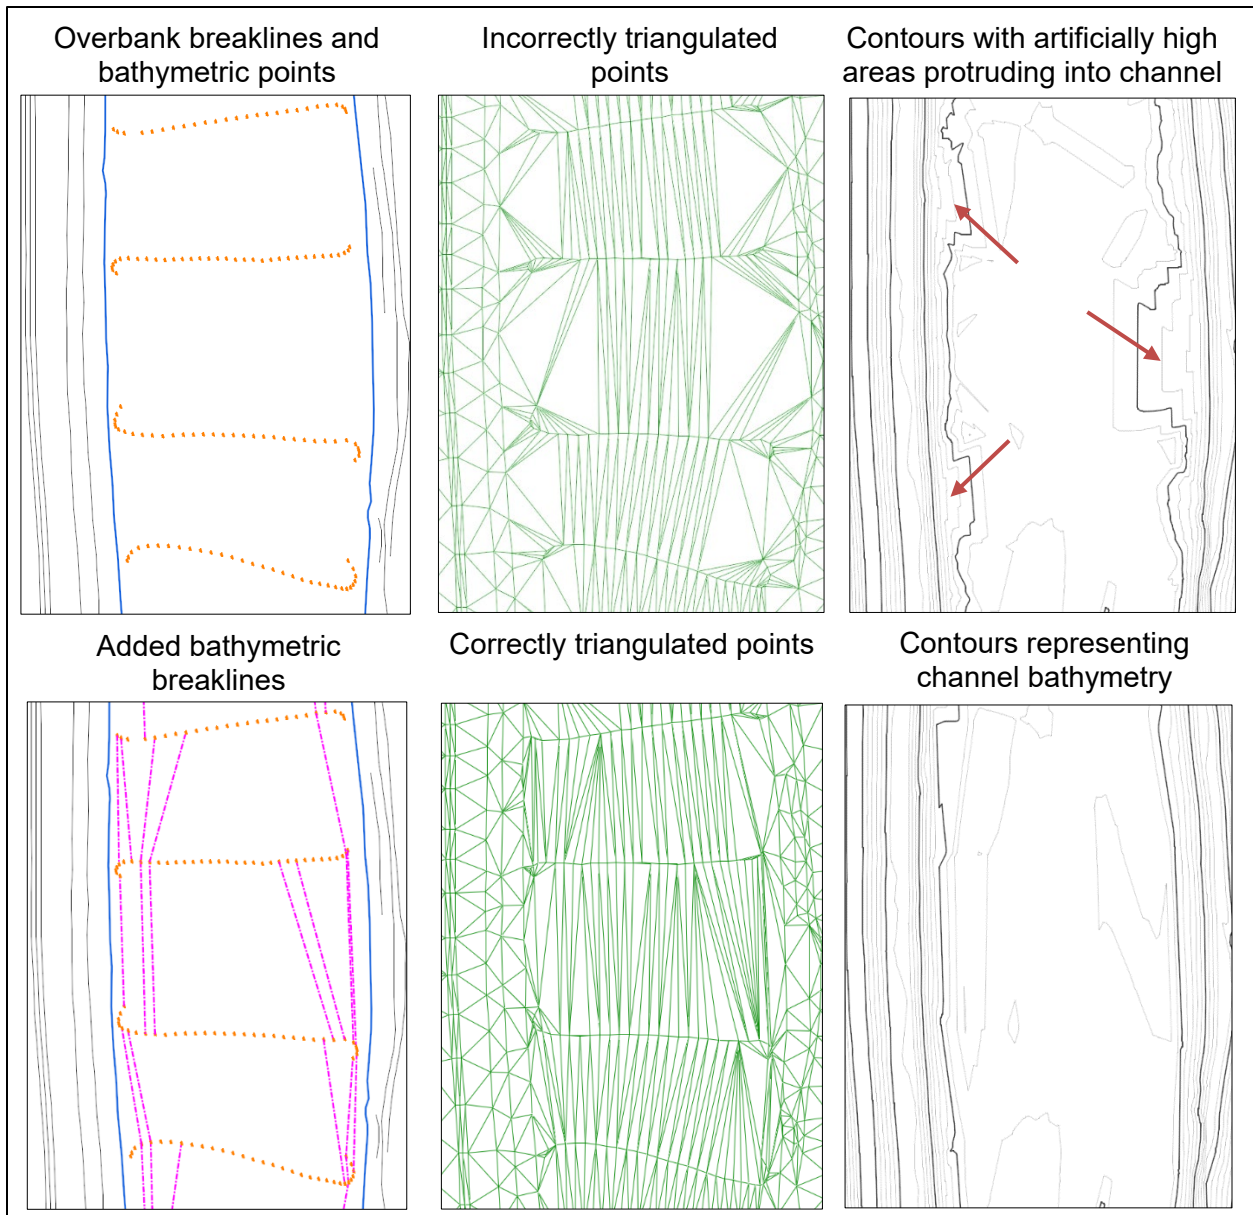 Overbank breaklines and
bathymetric points
Incorrectly triangulated
points
Contours with artificially high
areas protruding into channel
Added bathymetric
breaklines
Correctly triangulated points
Contours representing
channel bathymetry